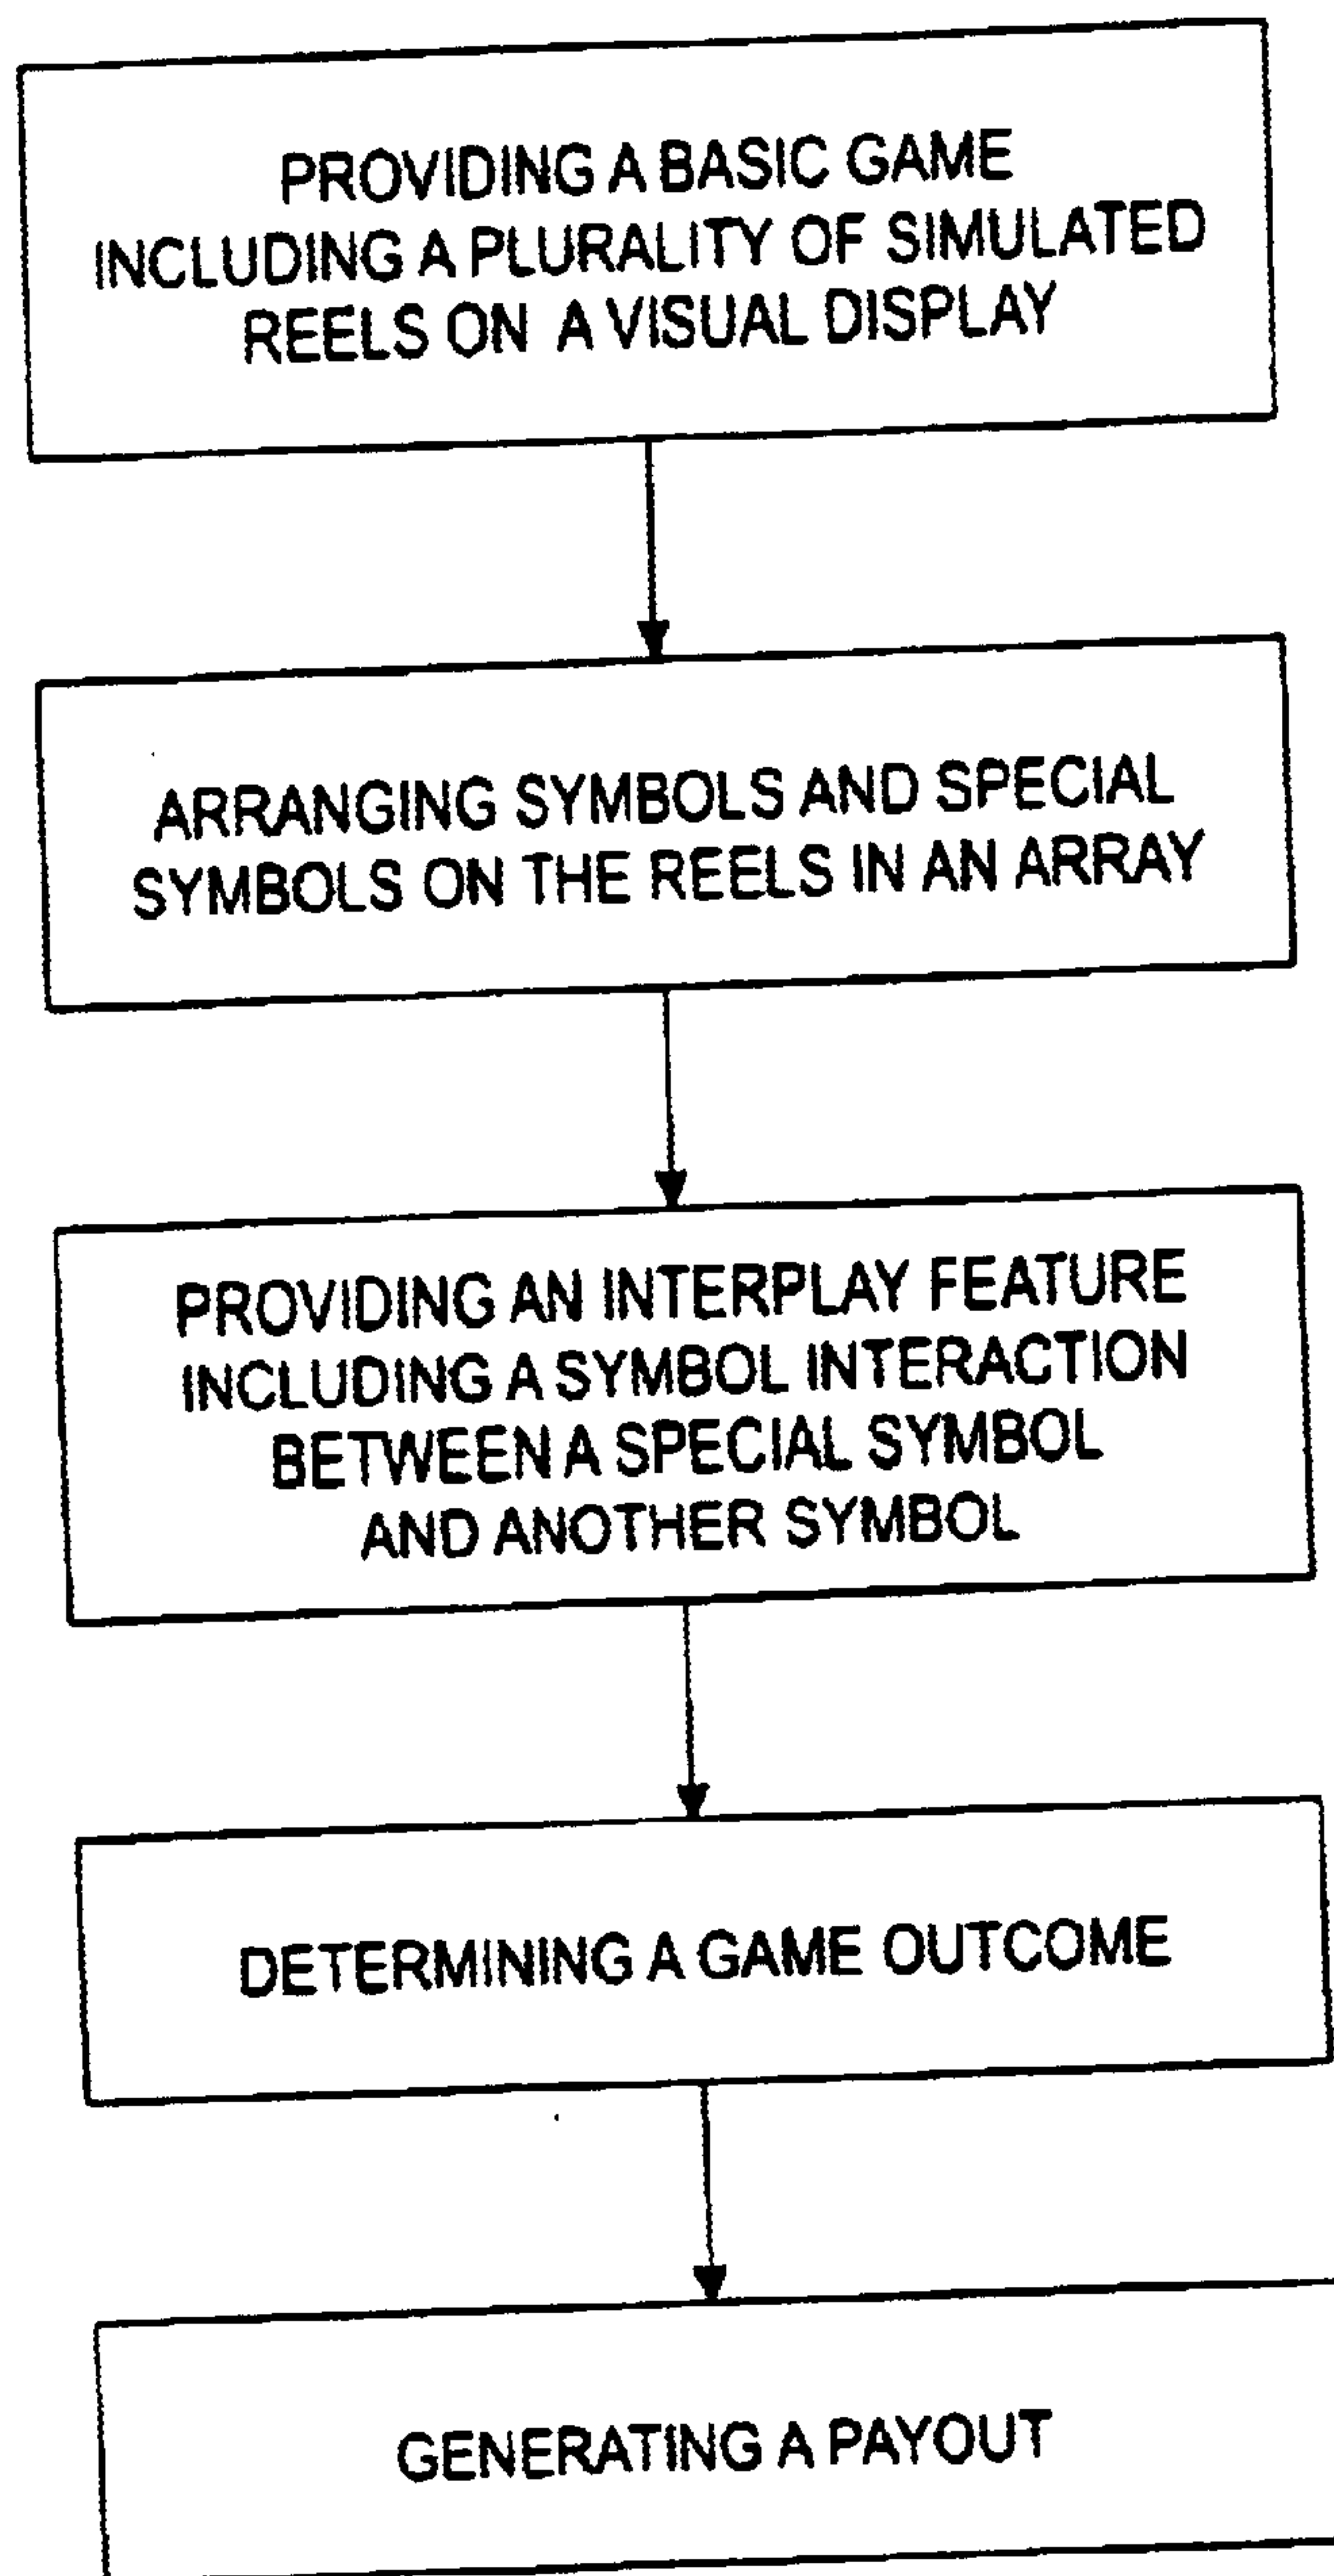 PROVIDING A BASIC GAME
INCLUDING A PLURALITY OF SIMULATED
REELS ON A VISUAL DISPLAY
ARRANGING SYMBOLS AND SPECIAL
SYMBOLS ON THE REELS IN AN ARRAY
PROVIDING AN INTERPLAY FEATURE
INCLUDING A SYMBOL INTERACTION
BETWEEN A SPECIAL SYMBOL
AND ANOTHER SYMBOL
DETERMINING A GAME OUTCOME
GENERATING A PAYOUT